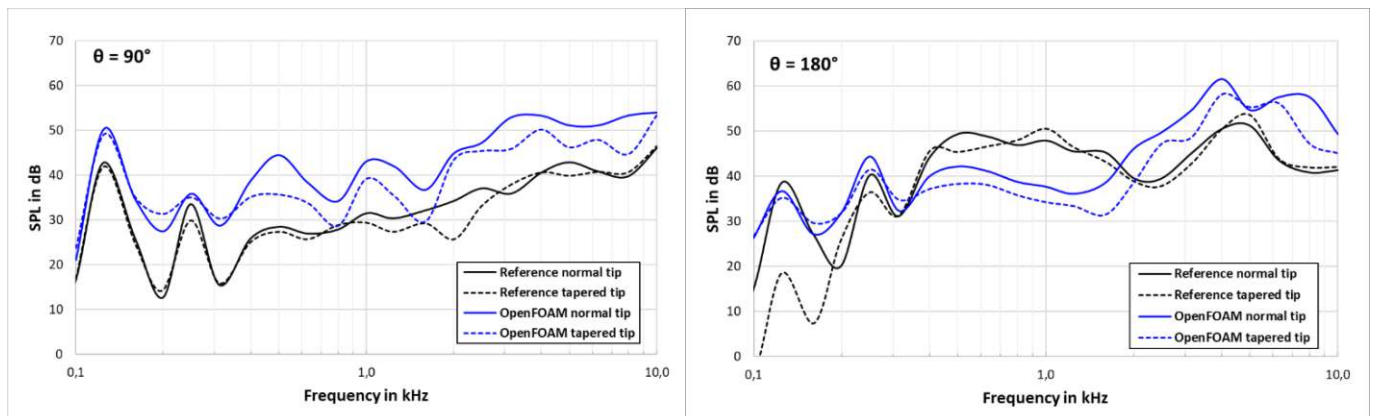 θ = 90°
SPL in dB
70
60
50
40
30
20
10
0
0,1
1,0
10,0
Frequency in kHz
Reference normal tip
Reference tapered tip
OpenFOAM normal tip
OpenFOAM tapered tip
θ = 180°
SPL in dB
70
60
50
40
30
20
10
0
0,1
1,0
10,0
Frequency in kHz
Reference normal tip
Reference tapered tip
OpenFOAM normal tip
OpenFOAM tapered tip